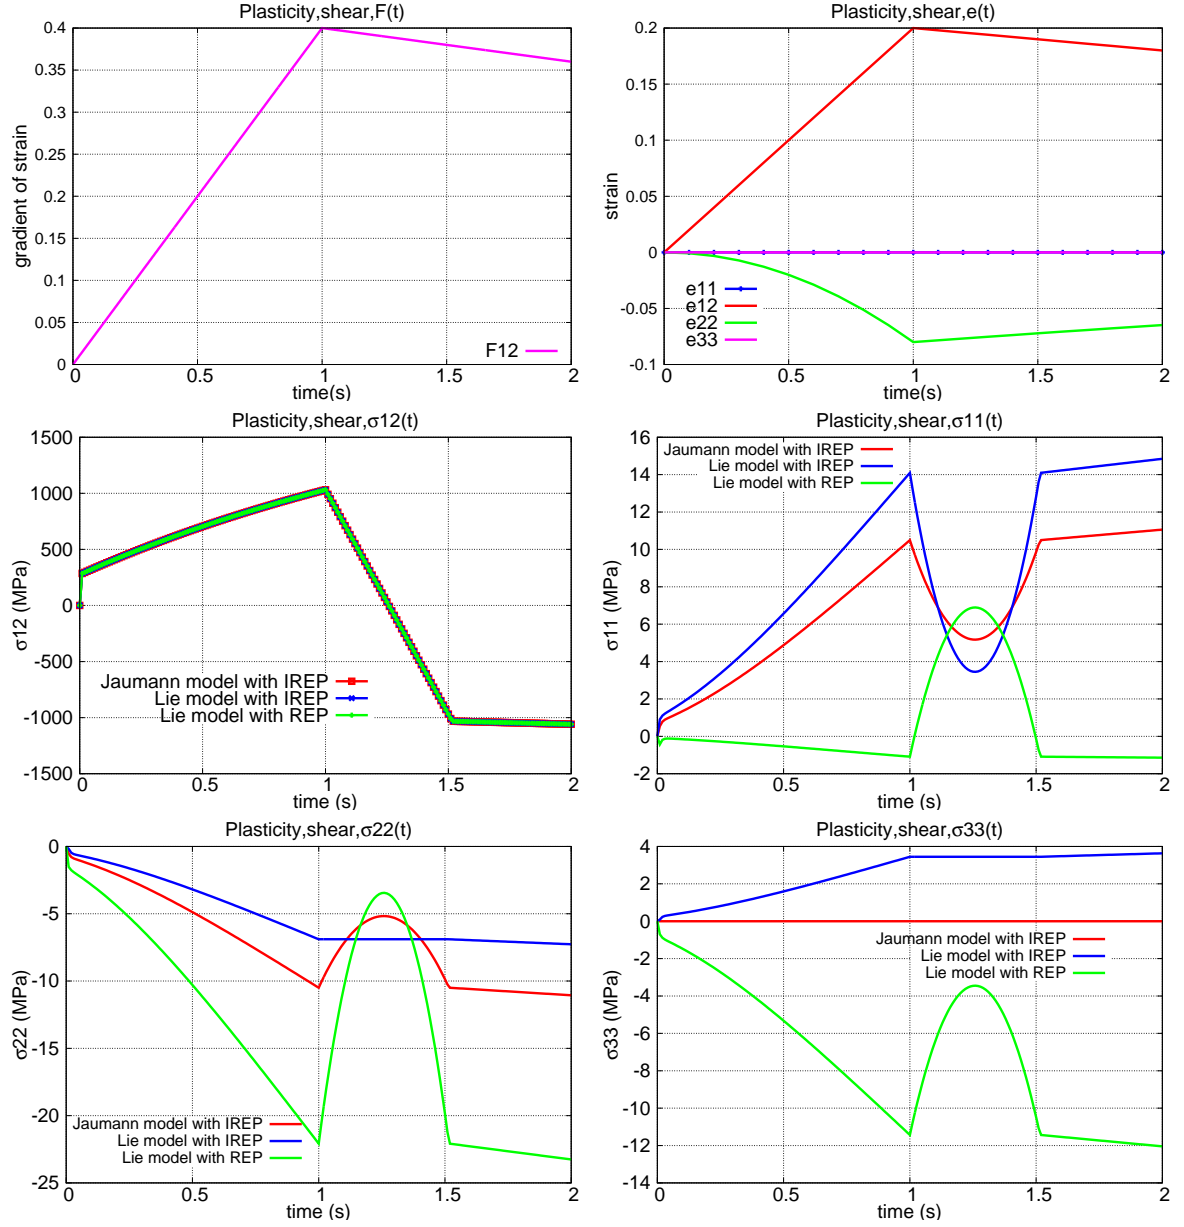 Plasticity,shear,F(t)
0.4
0.35
0.3
0.25
0.2
0.15
0.1
0.05
0
gradient of strain
F12
0 0.5 1 1.5 2
time(s)
Plasticity,shear,e(t)
0.2
0.15
0.1
0.05
0
-0.05
-0.1
strain
e11
e12
e22
e33
0 0.5 1 1.5 2
time(s)
Plasticity,shear,σ12(t)
1500
1000
500
0
-500
-1000
-1500
σ12 (MPa)
Jaumann model with IREP
Lie model with IREP
Lie model with REP
0 0.5 1 1.5 2
time (s)
Plasticity,shear,σ11(t)
16
14
12
10
8
6
4
2
0
-2
σ11 (MPa)
Jaumann model with IREP
Lie model with IREP
Lie model with REP
0 0.5 1 1.5 2
time (s)
Plasticity,shear,σ22(t)
0
-5
-10
-15
-20
-25
σ22 (MPa)
Jaumann model with IREP
Lie model with IREP
Lie model with REP
0 0.5 1 1.5 2
time (s)
Plasticity,shear,σ33(t)
4
2
0
-2
-4
-6
-8
-10
-12
-14
σ33 (MPa)
Jaumann model with IREP
Lie model with IREP
Lie model with REP
0 0.5 1 1.5 2
time (s)